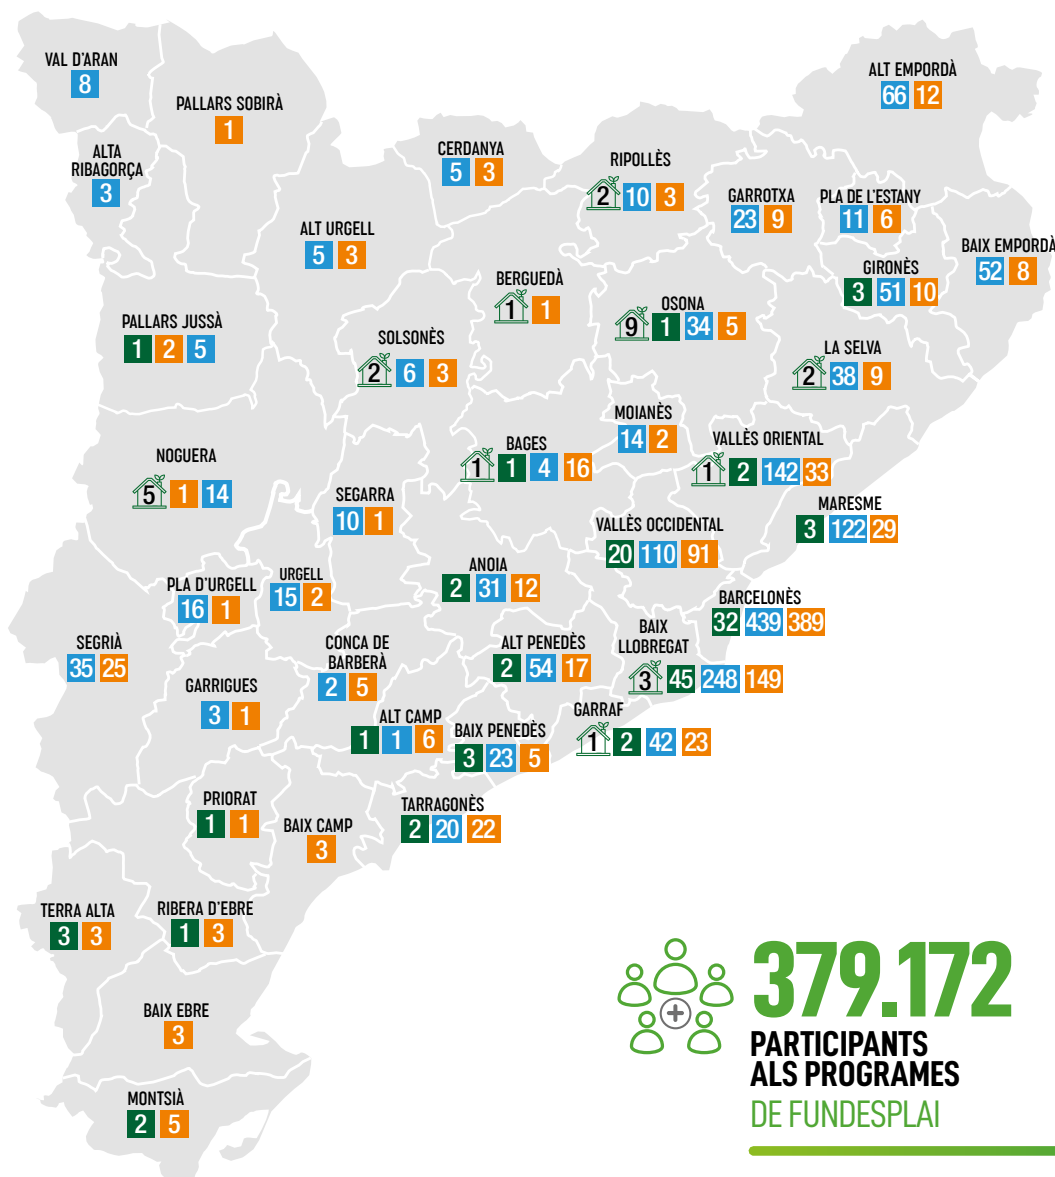 VAL D'ARAN
8
PALLARS SOBIRÀ
1
ALT EMPORDÀ
66 12
ALTA
RIBAGORÇA
3
CERDANYA
5 3
RIPOLLÈS
2 10 3
GARROTXA
23 9
PLA DE L'ESTANY
11 6
ALT URGELL
5 3
BAIX EMPORDÀ
52 8
GIRONÈS
3 51 10
BERGUEDÀ
1 1
OSONA
9 1 34 5
PALLARS JUSSÀ
1 2 5
SOLSONÈS
2 6 3
LA SELVA
2 38 9
MOIANÈS
14 2
BAGES
1 1 4 16
VALLÈS ORIENTAL
1 2 142 33
NOGUERA
5 1 14
SEGARRA
10 1
MARESME
3 122 29
VALLÈS OCCIDENTAL
20 110 91
ANOIA
2 31 12
PLA D'URGELL
16 1
URGELL
15 2
BARCELONÈS
32 439 389
SEGRIÀ
35 25
CONCA DE
BARBERÀ
2 5
ALT PENEDÈS
2 54 17
BAIX
LLOBREGAT
3 45 248 149
GARRIGUES
3 1
ALT CAMP
1 1 6
BAIX PENEDÈS
3 23 5
GARRAF
1 2 42 23
PRIORAT
1 1
BAIX CAMP
3
TARRAGONÈS
2 20 22
TERRA ALTA
3 3
RIBERA D'EBRE
1 3
BAIX EBRE
3
MONTSIÀ
2 5
379.172
PARTICIPANTS
ALS PROGRAMES
DE FUNDESPLAI